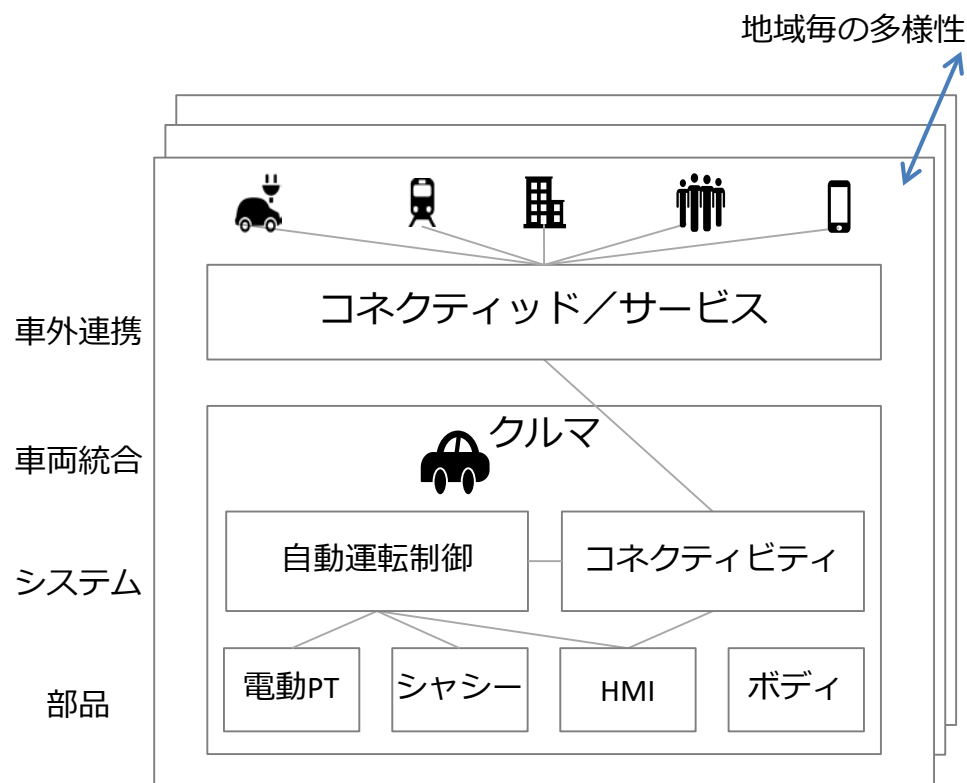 地域毎の多様性
車外連携
コネクティッド／サービス
車両統合
クルマ
システム
自動運転制御
コネクティビティ
部品
電動PT
シャシー
HMI
ボディ